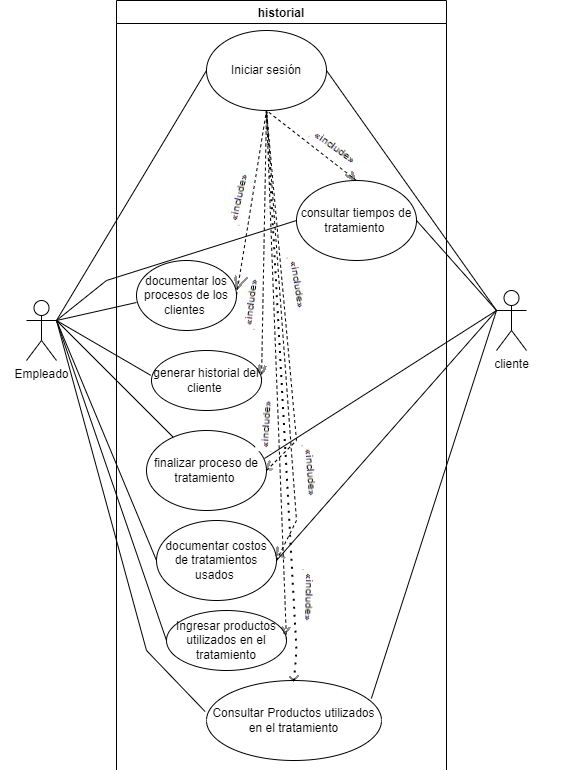 historial
Iniciar sesión
«include»
«include»
consultar tiempos de
tratamiento
documentar los
procesos de los
clientes
«include»
«include»
Empleado
cliente
generar historial del
cliente
«include»
finalizar proceso de
tratamiento
«include»
documentar costos
de tratamientos
usados
«include»
Ingresar productos
utilizados en el
tratamiento
Consultar Productos utilizados
en el tratamiento